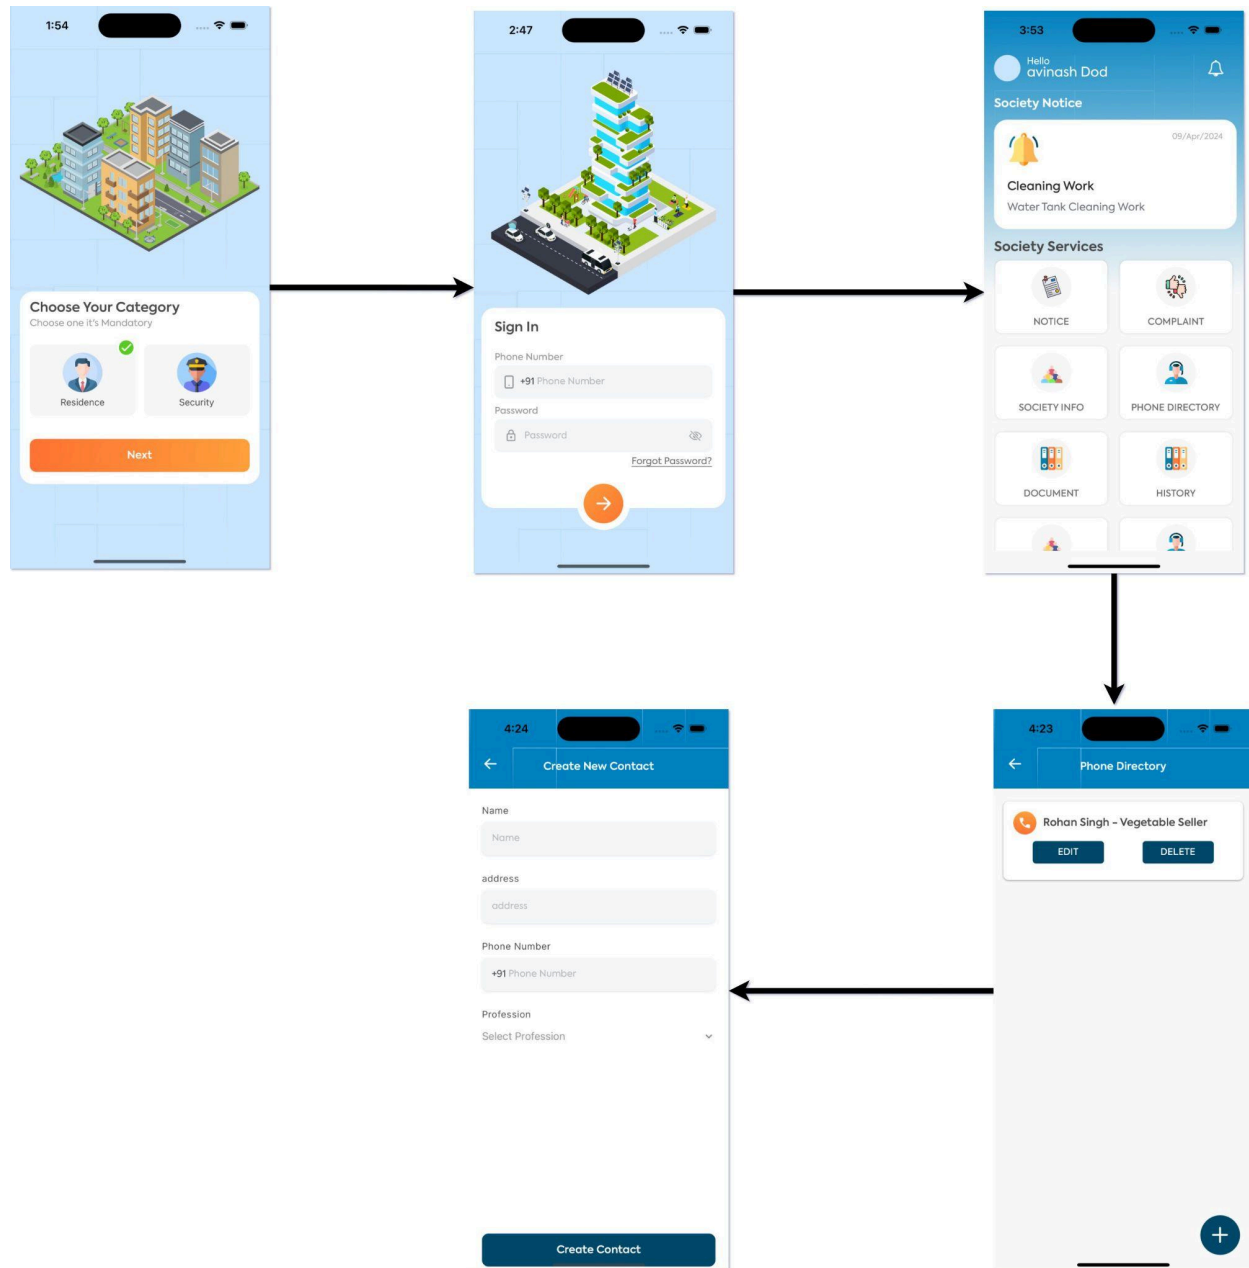 1:54
Choose Your Category
Choose one it's Mandatory
Residence
Security
Next
2:47
Sign In
Phone Number
+91 Phone Number
Password
Password
Forgot Password?
3:53
Hello
avinash Dod
Society Notice
09/Apr/2024
Cleaning Work
Water Tank Cleaning Work
Society Services
NOTICE
COMPLAINT
SOCIETY INFO
PHONE DIRECTORY
DOCUMENT
HISTORY
4:23
Phone Directory
Rohan Singh - Vegetable Seller
EDIT
DELETE
4:24
Create New Contact
Name
Name
address
address
Phone Number
+91 Phone Number
Profession
Select Profession
Create Contact